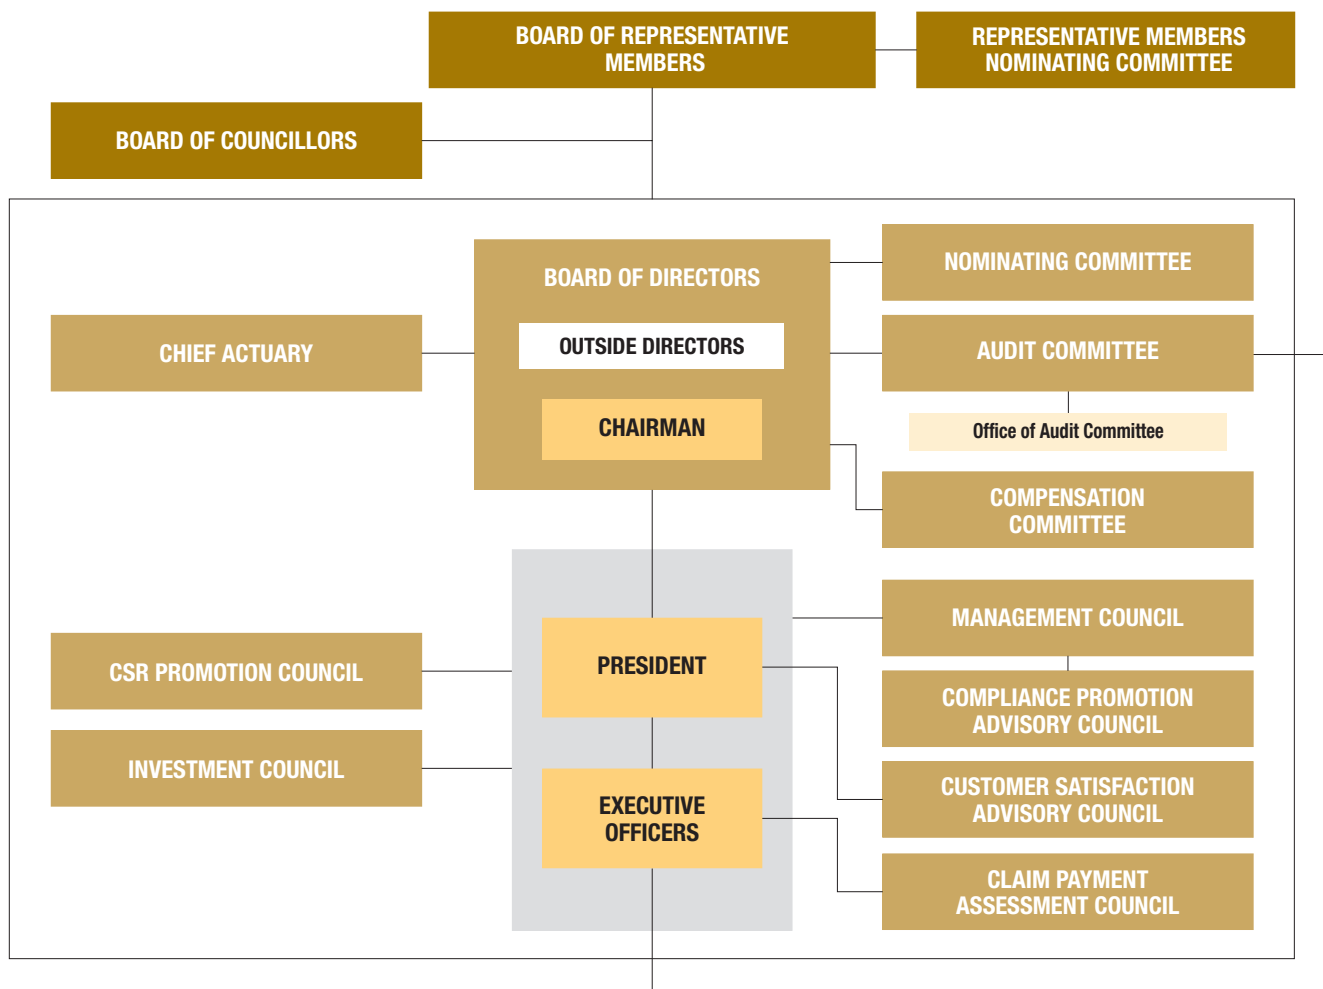 BOARD OF REPRESENTATIVE
MEMBERS
REPRESENTATIVE MEMBERS
NOMINATING COMMITTEE
BOARD OF COUNCILLORS
BOARD OF DIRECTORS
OUTSIDE DIRECTORS
CHAIRMAN
CHIEF ACTUARY
NOMINATING COMMITTEE
AUDIT COMMITTEE
Office of Audit Committee
COMPENSATION
COMMITTEE
PRESIDENT
EXECUTIVE
OFFICERS
CSR PROMOTION COUNCIL
INVESTMENT COUNCIL
MANAGEMENT COUNCIL
COMPLIANCE PROMOTION
ADVISORY COUNCIL
CUSTOMER SATISFACTION
ADVISORY COUNCIL
CLAIM PAYMENT
ASSESSMENT COUNCIL